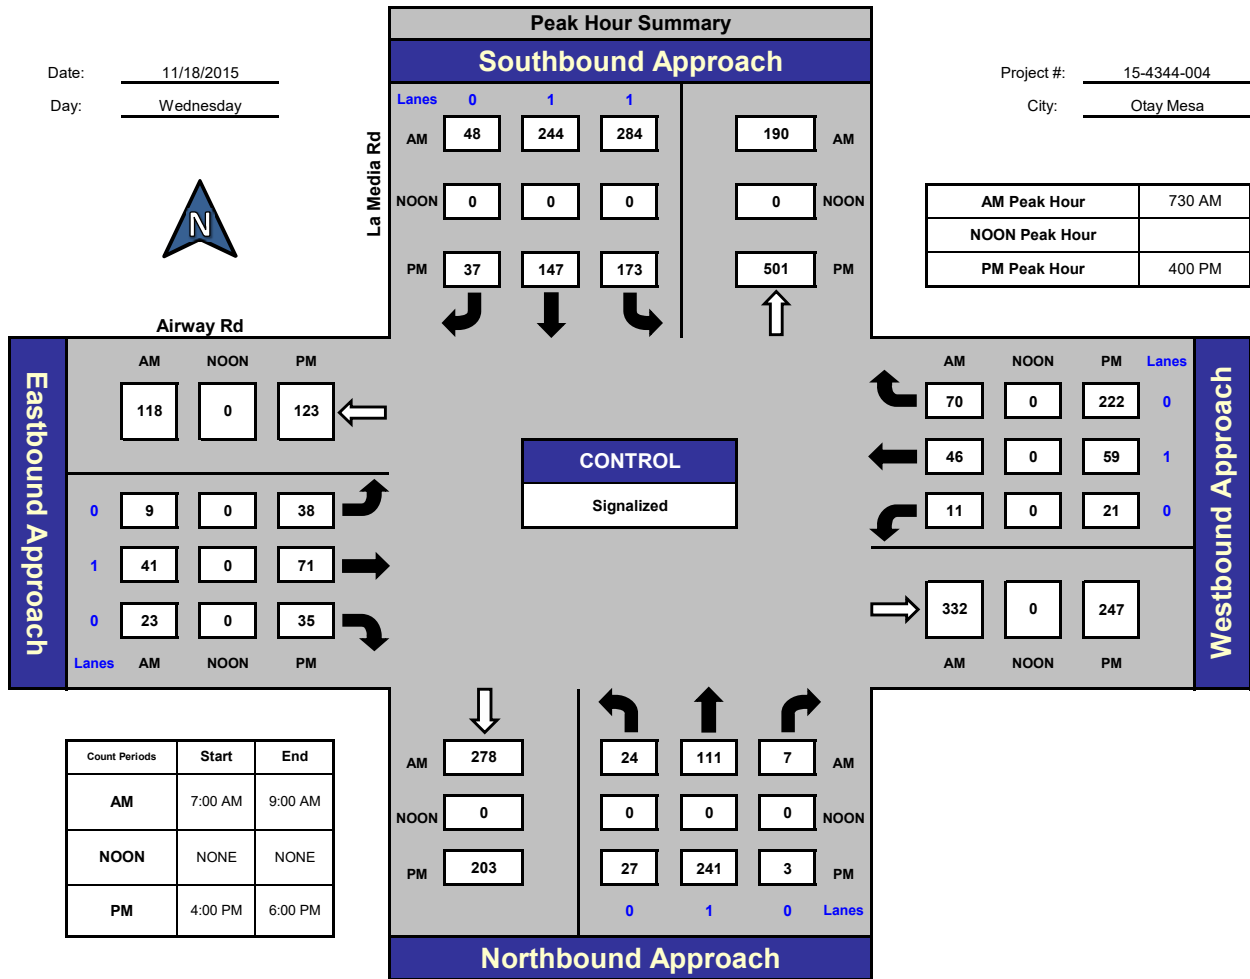 Peak Hour Summary
Southbound Approach
Date: 11/18/2015
Day: Wednesday
Project #: 15-4344-004
City: Otay Mesa
La Media Rd
Lanes 0 1 1
AM 48 244 284 190 AM
NOON 0 0 0 0 NOON
PM 37 147 173 501 PM
N
AM Peak Hour 730 AM
NOON Peak Hour
PM Peak Hour 400 PM
Airway Rd
Eastbound Approach
AM NOON PM
118 0 123
0 9 0 38
1 41 0 71
0 23 0 35
Lanes AM NOON PM
CONTROL
Signalized
AM NOON PM Lanes
70 0 222 0
46 0 59 1
11 0 21 0
332 0 247
AM NOON PM
Westbound Approach
Count Periods Start End
AM 7:00 AM 9:00 AM
NOON NONE NONE
PM 4:00 PM 6:00 PM
AM 278 24 111 7 AM
NOON 0 0 0 0 NOON
PM 203 27 241 3 PM
0 1 0 Lanes
Northbound Approach